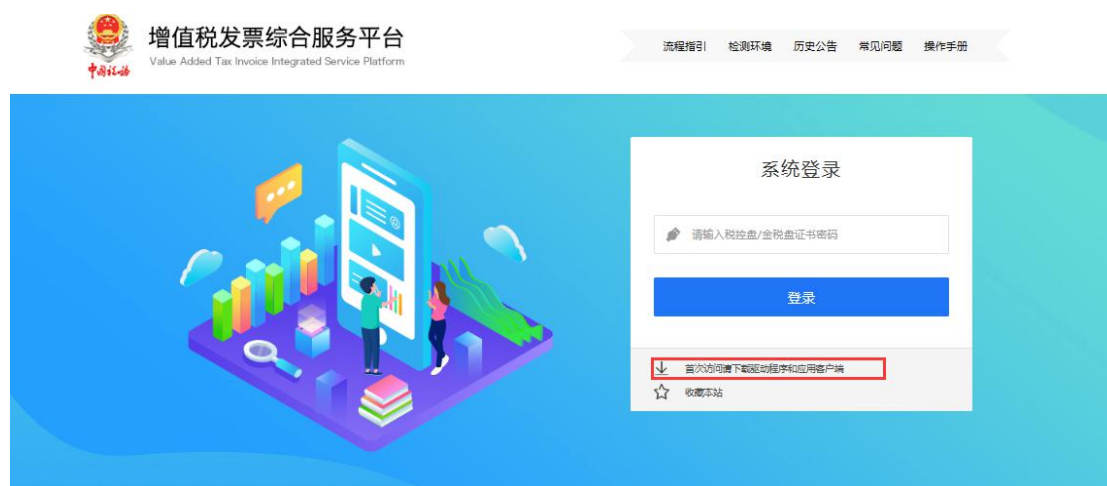 增值税发票综合服务平台
Value Added Tax Invoice Integrated Service Platform
中国税务
流程指引 检测环境 历史公告 常见问题 操作手册
系统登录
请输入税控盘/金税盘证书密码
登录
首次访问请下载驱动程序和应用客户端
收藏本站